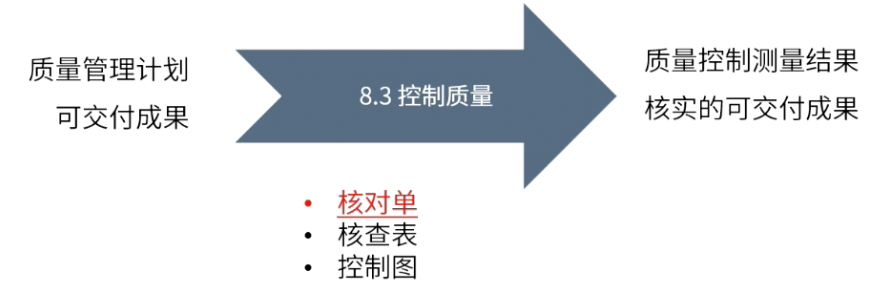 质量管理计划
可交付成果
8.3 控制质量
质量控制测量结果
核实的可交付成果
• 核对单
• 核查表
• 控制图